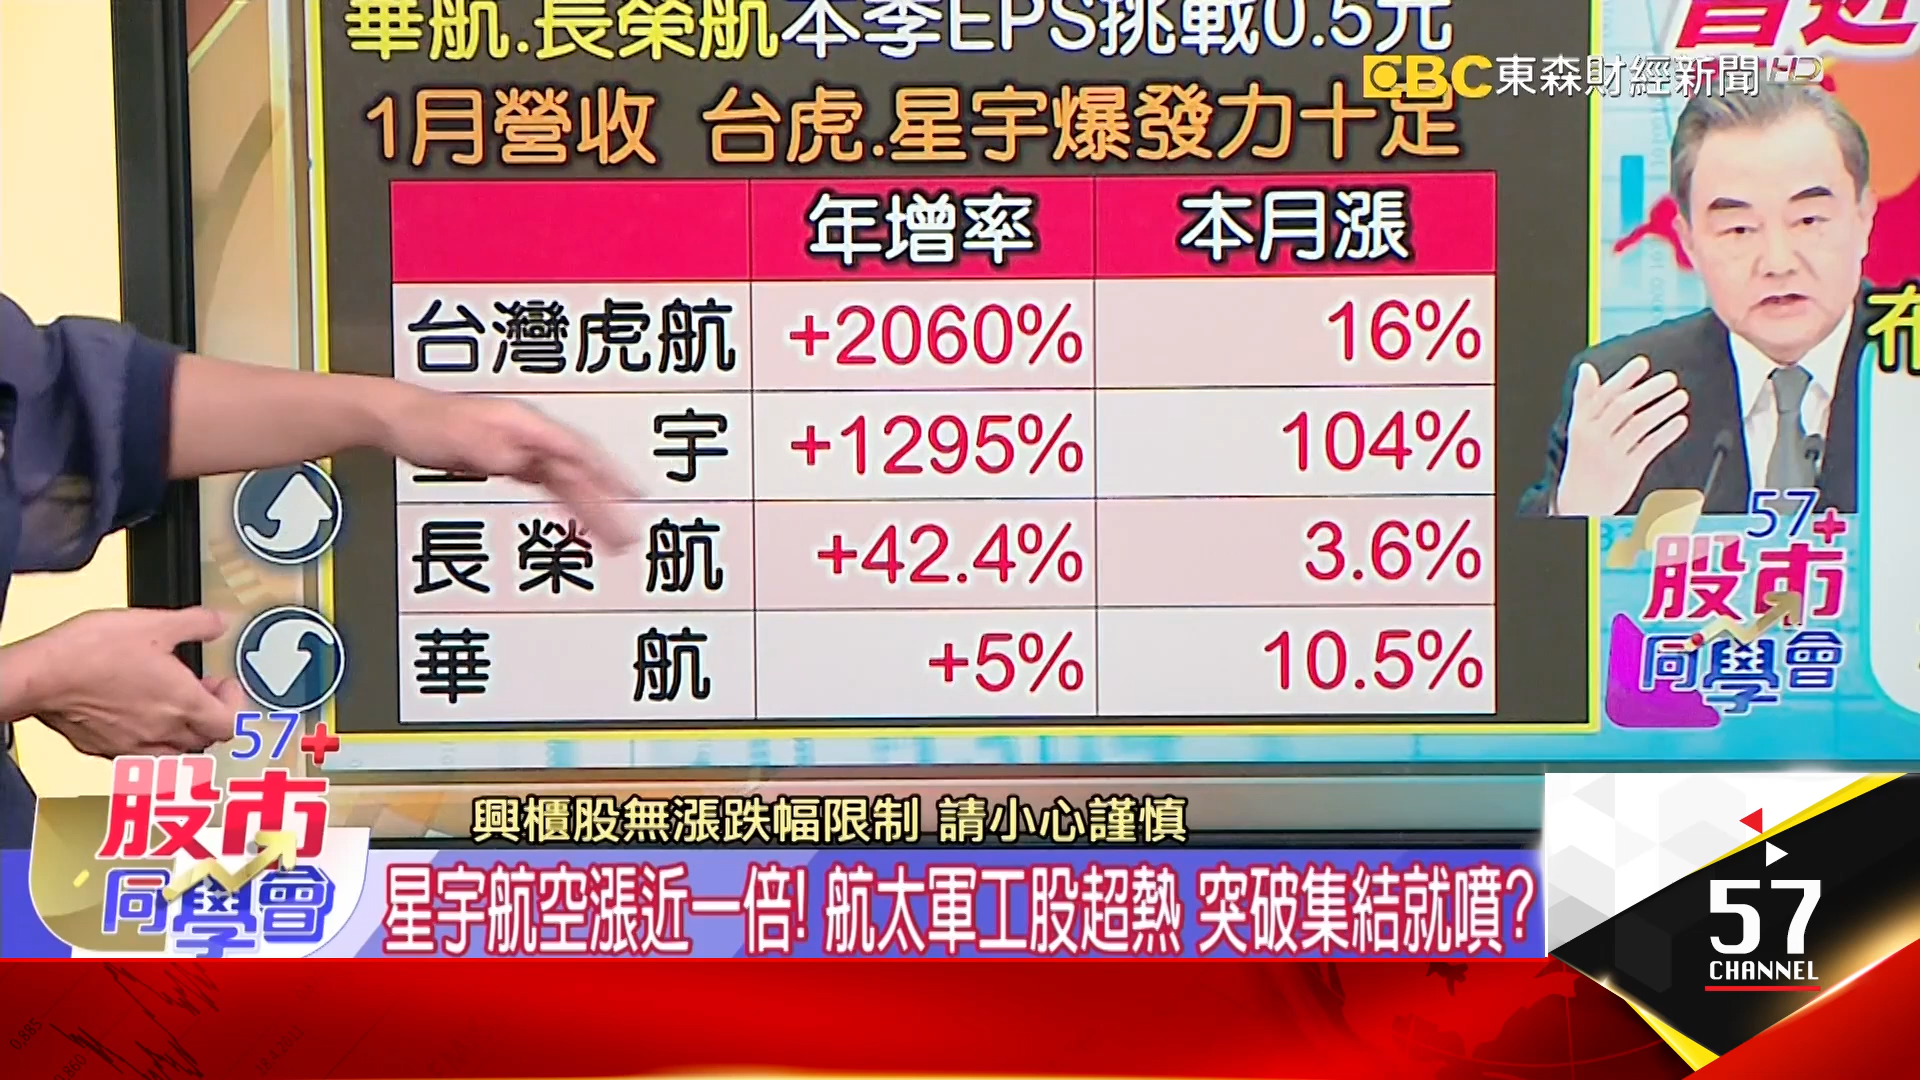 華航.長榮航本季EPS挑戰0.5元
EBC東森財經新聞HD
1月營收 台虎.星宇爆發力十足
年增率 本月漲
台灣虎航 +2060% 16%
宇 +1295% 104%
長榮航 +42.4% 3.6%
華航 +5% 10.5%
57+
股市
同學會
57+
股市
同學會
興櫃股無漲跌幅限制 請小心謹慎
星宇航空漲近一倍! 航太軍工股超熱 突破集結就噴?
57
CHANNEL